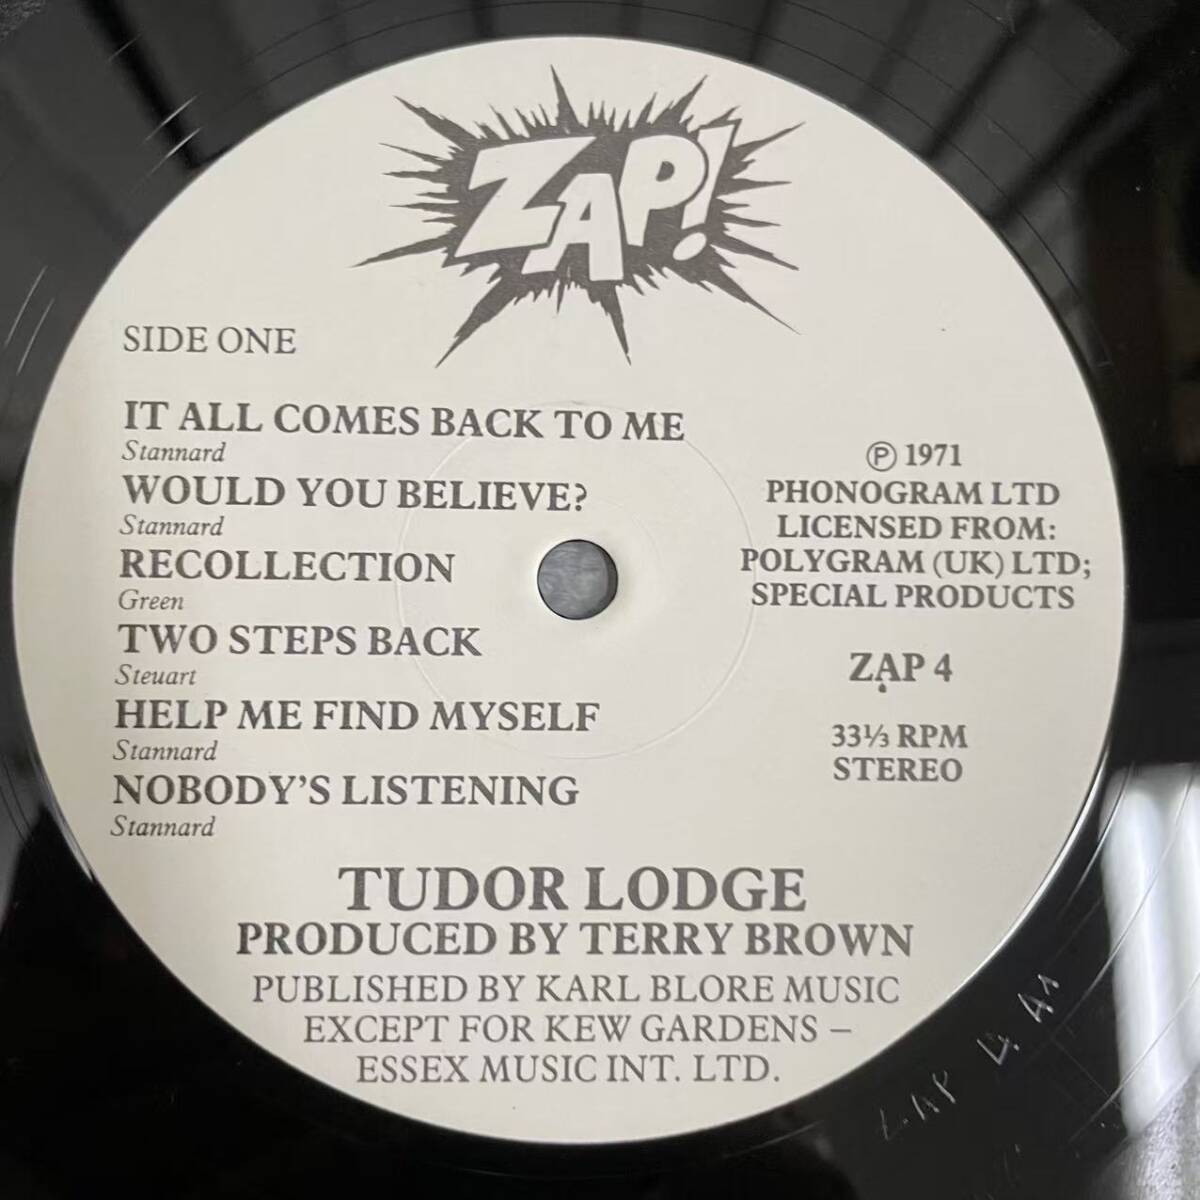 ZAP!
SIDE ONE
IT ALL COMES BACK TO ME
Stannard
WOULD YOU BELIEVE?
Stannard
RECOLLECTION
Green
TWO STEPS BACK
Steuart
HELP ME FIND MYSELF
Stannard
NOBODY'S LISTENING
Stannard
℗ 1971
PHONOGRAM LTD
LICENSED FROM:
POLYGRAM (UK) LTD;
SPECIAL PRODUCTS
ZAP 4
33⅓ RPM
STEREO
TUDOR LODGE
PRODUCED BY TERRY BROWN
PUBLISHED BY KARL BLORE MUSIC
EXCEPT FOR KEW GARDENS –
ESSEX MUSIC INT. LTD.
ZAP 4 A1